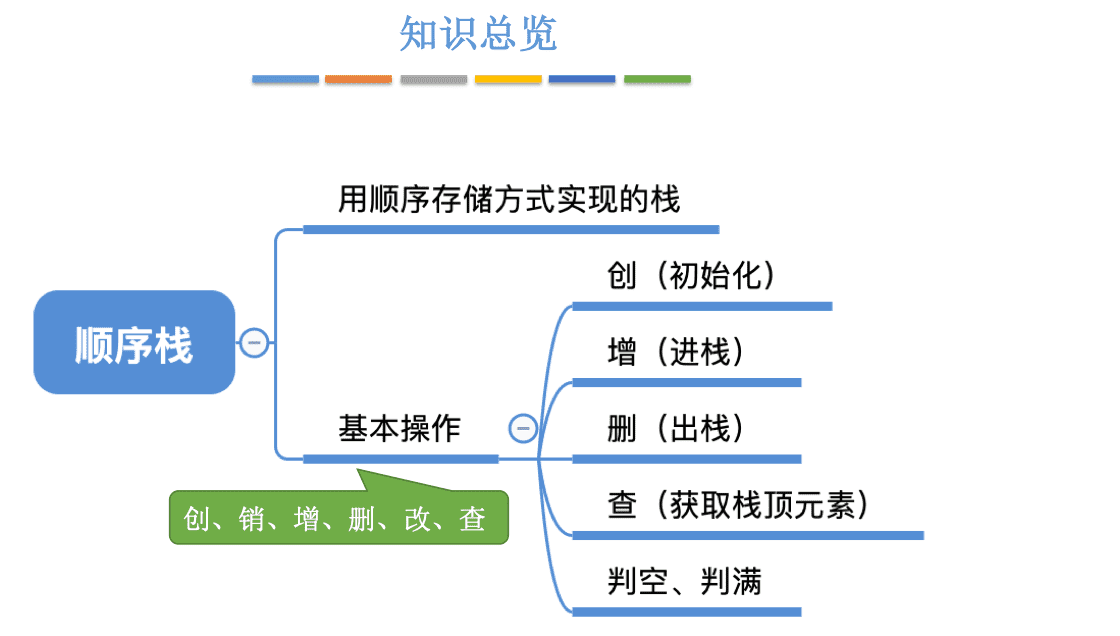 知识总览
用顺序存储方式实现的栈
创（初始化）
增（进栈）
顺序栈
基本操作
删（出栈）
查（获取栈顶元素）
创、销、增、删、改、查
判空、判满